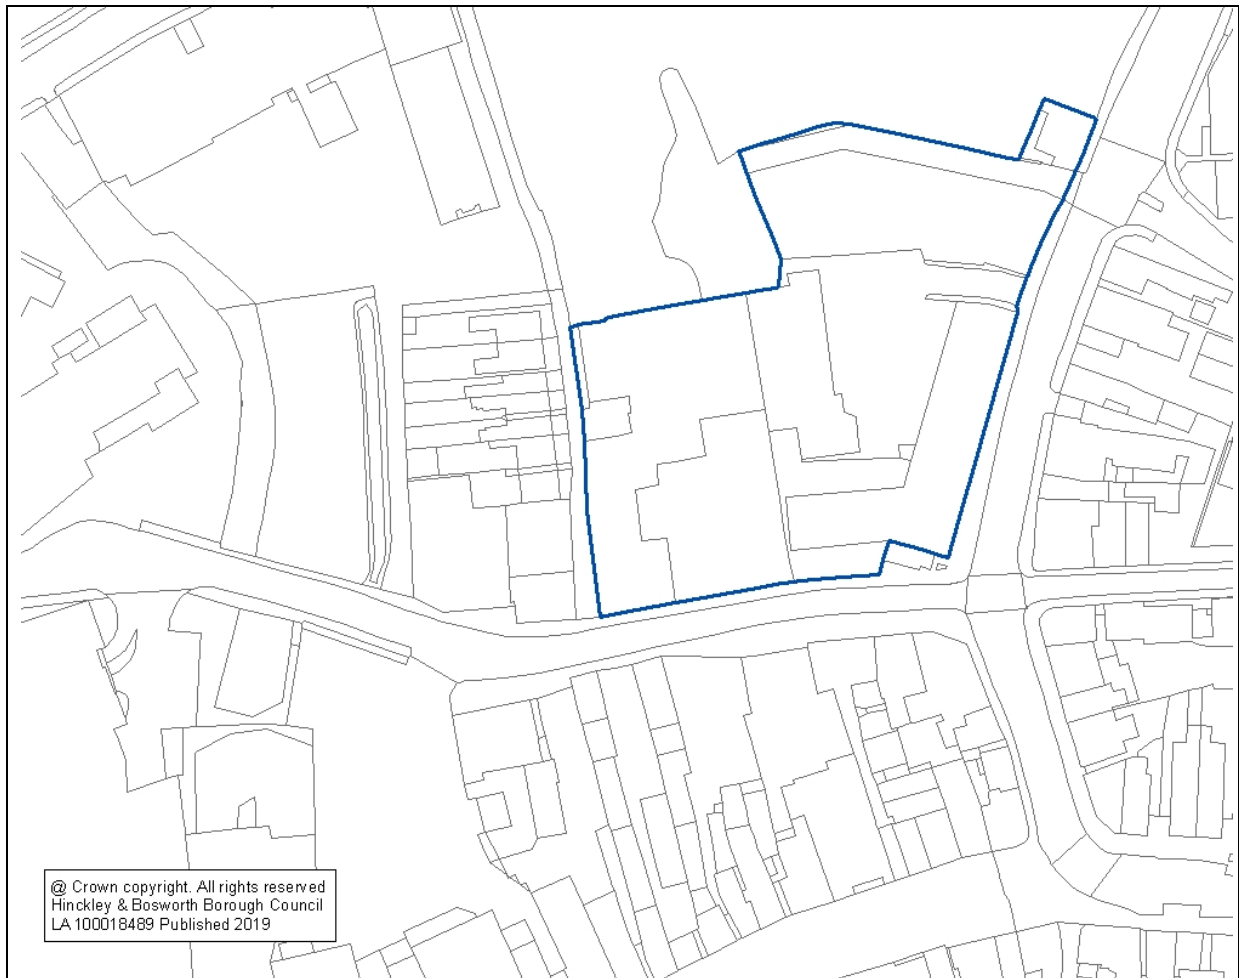 @ Crown copyright. All rights reserved
Hinckley & Bosworth Borough Council
LA 100018489 Published 2019